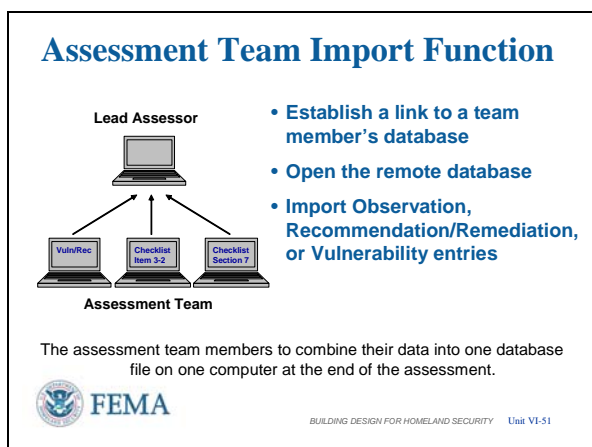 Assessment Team Import Function
Lead Assessor
Vuln/Rec
Checklist
Item 3-2
Checklist
Section 7
Assessment Team
• Establish a link to a team
member's database
• Open the remote database
• Import Observation,
Recommendation/Remediation,
or Vulnerability entries
The assessment team members to combine their data into one database
file on one computer at the end of the assessment.
FEMA
BUILDING DESIGN FOR HOMELAND SECURITY Unit VI-51